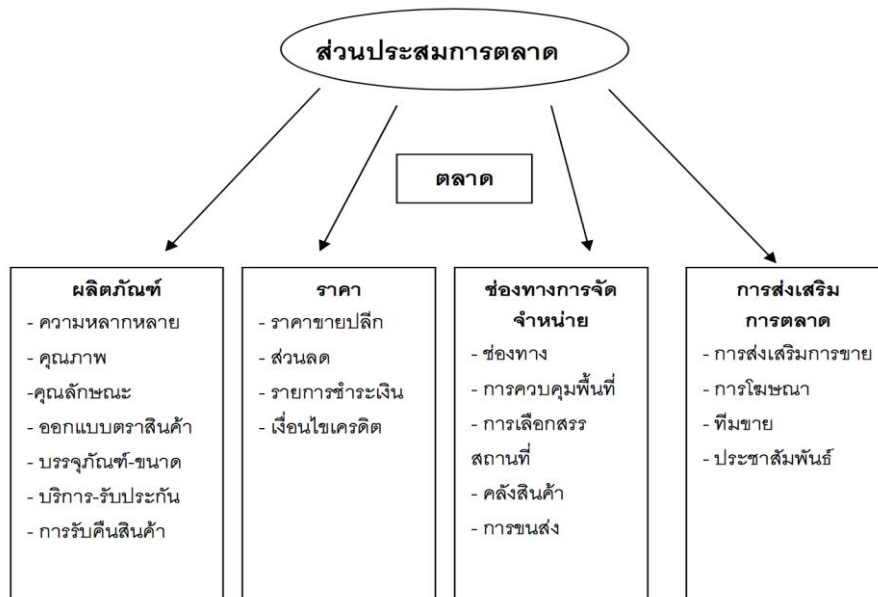 ส่วนประสมการตลาด
ตลาด
ผลิตภัณฑ์
- ความหลากหลาย
- คุณภาพ
-คุณลักษณะ
- ออกแบบตราสินค้า
- บรรจุภัณฑ์-ขนาด
- บริการ-รับประกัน
- การรับคืนสินค้า
ราคา
- ราคาขายปลีก
- ส่วนลด
- รายการชำระเงิน
- เงื่อนไขเครดิต
ช่องทางการจัด
จำหน่าย
- ช่องทาง
- การควบคุมพื้นที่
- การเลือกสรร
สถานที่
- คลังสินค้า
- การขนส่ง
การส่งเสริม
การตลาด
- การส่งเสริมการขาย
- การโฆษณา
- ทีมขาย
- ประชาสัมพันธ์